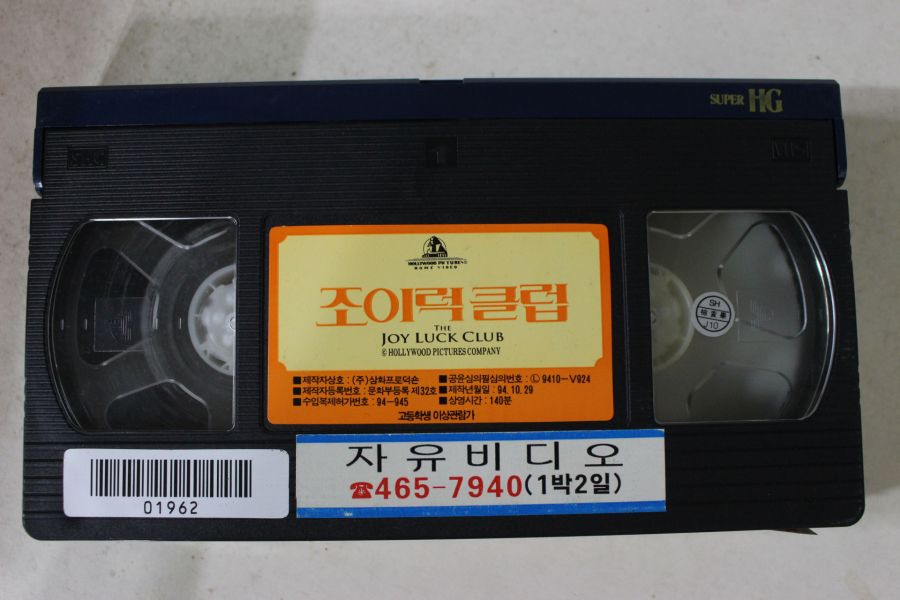 SUPER HG
1
VHS
HOLLYWOOD PICTURES®
HOME VIDEO
조이럭 클럽
THE
JOY LUCK CLUB
© HOLLYWOOD PICTURES COMPANY
■제작자상호 : (주)삼화프로덕숀 ■공윤심의필심의번호 : Ⓛ 9410-V924
■제작자등록번호 : 문화부등록 제32호 ■제작년월일 : 94. 10. 29
■수입복제허가번호 : 94-945 ■상영시간 : 140분
고등학생 이상관람가
SH
檢査畢
J10
자유비디오
☎465-7940(1박2일)
01962